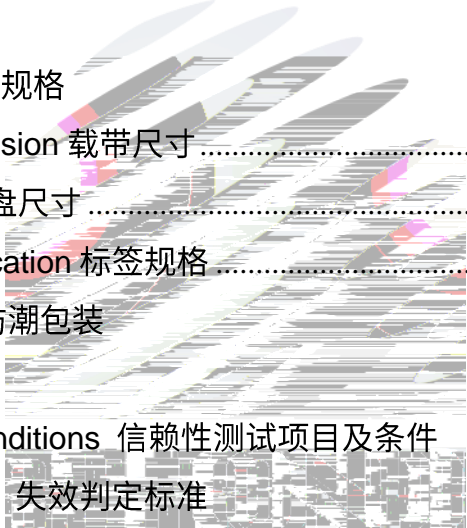 规格
sion 载带尺寸
盘尺寸
cation 标签规格
防潮包装
nditions 信赖性测试项目及条件
失效判定标准